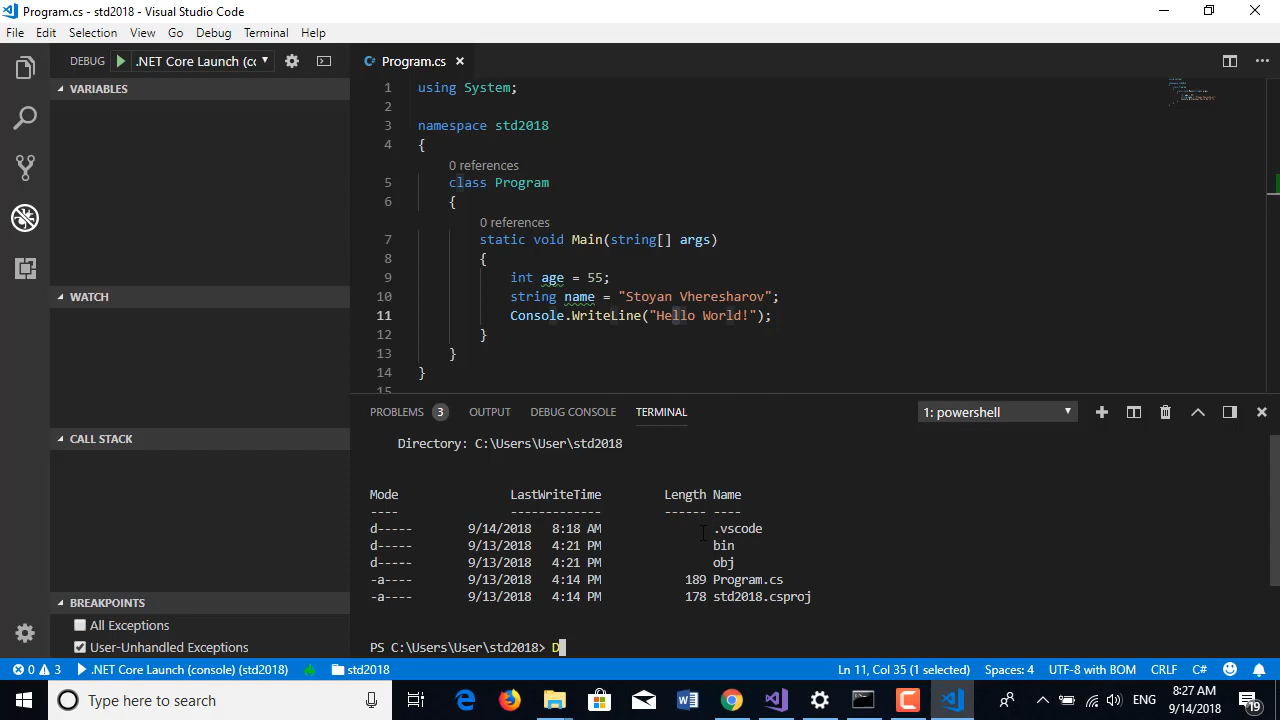 Program.cs - std2018 - Visual Studio Code
File Edit Selection View Go Debug Terminal Help
DEBUG .NET Core Launch (cc
Program.cs
VARIABLES
WATCH
CALL STACK
BREAKPOINTS
All Exceptions
User-Unhandled Exceptions
1 using System;
2
3 namespace std2018
4 {
0 references
5 class Program
6 {
0 references
7 static void Main(string[] args)
8 {
9 int age = 55;
10 string name = "Stoyan Vheresharov";
11 Console.WriteLine("Hello World!");
12 }
13 }
14 }
15
PROBLEMS 3 OUTPUT DEBUG CONSOLE TERMINAL 1: powershell
Directory: C:\Users\User\std2018
Mode LastWriteTime Length Name
---- ------------- ------ ----
d----- 9/14/2018 8:18 AM .vscode
d----- 9/13/2018 4:21 PM bin
d----- 9/13/2018 4:21 PM obj
-a---- 9/13/2018 4:14 PM 189 Program.cs
-a---- 9/13/2018 4:14 PM 178 std2018.csproj
PS C:\Users\User\std2018> D
0 3 .NET Core Launch (console) (std2018) std2018 Ln 11, Col 35 (1 selected) Spaces: 4 UTF-8 with BOM CRLF C#
Type here to search
ENG
8:27 AM
9/14/2018
19